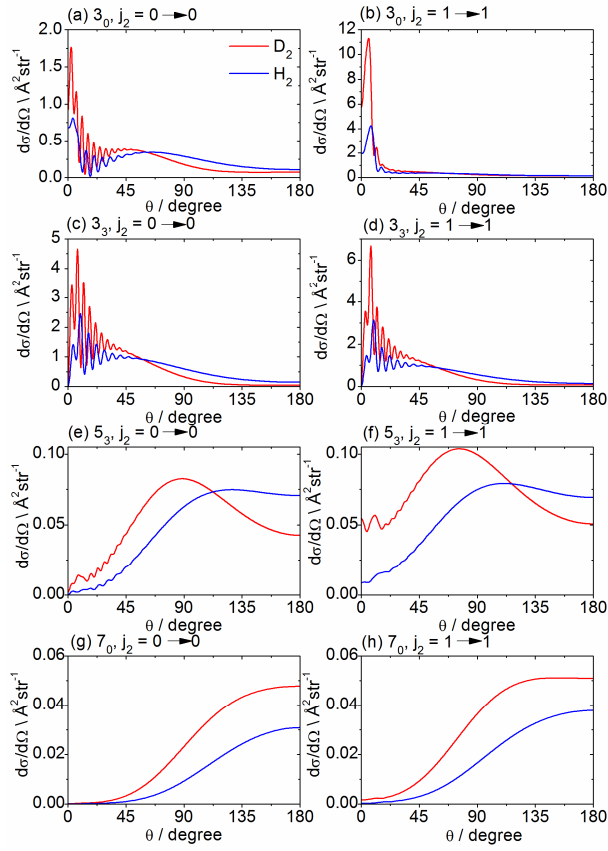 (a) 3₀, j₂ = 0→0
(b) 3₀, j₂ = 1→1
2.0
1.5
1.0
0.5
0.0
D₂
H₂
dσ/dΩ \ Å²str⁻¹
0 45 90 135 180
θ / degree
12
10
8
6
4
2
0
dσ/dΩ \ Å²str⁻¹
0 45 90 135 180
θ / degree
(c) 3₃, j₂ = 0→0
(d) 3₃, j₂ = 1→1
5
4
3
2
1
0
dσ/dΩ \ Å²str⁻¹
0 45 90 135 180
θ / degree
6
4
2
0
dσ/dΩ \ Å²str⁻¹
0 45 90 135 180
θ / degree
(e) 5₃, j₂ = 0→0
(f) 5₃, j₂ = 1→1
0.10
0.05
0.00
dσ/dΩ \ Å²str⁻¹
0 45 90 135 180
θ / degree
0.10
0.05
0.00
dσ/dΩ \ Å²str⁻¹
0 45 90 135 180
θ / degree
(g) 7₀, j₂ = 0→0
(h) 7₀, j₂ = 1→1
0.06
0.04
0.02
0.00
dσ/dΩ \ Å²str⁻¹
0 45 90 135 180
θ / degree
0.06
0.04
0.02
0.00
dσ/dΩ \ Å²str⁻¹
0 45 90 135 180
θ / degree